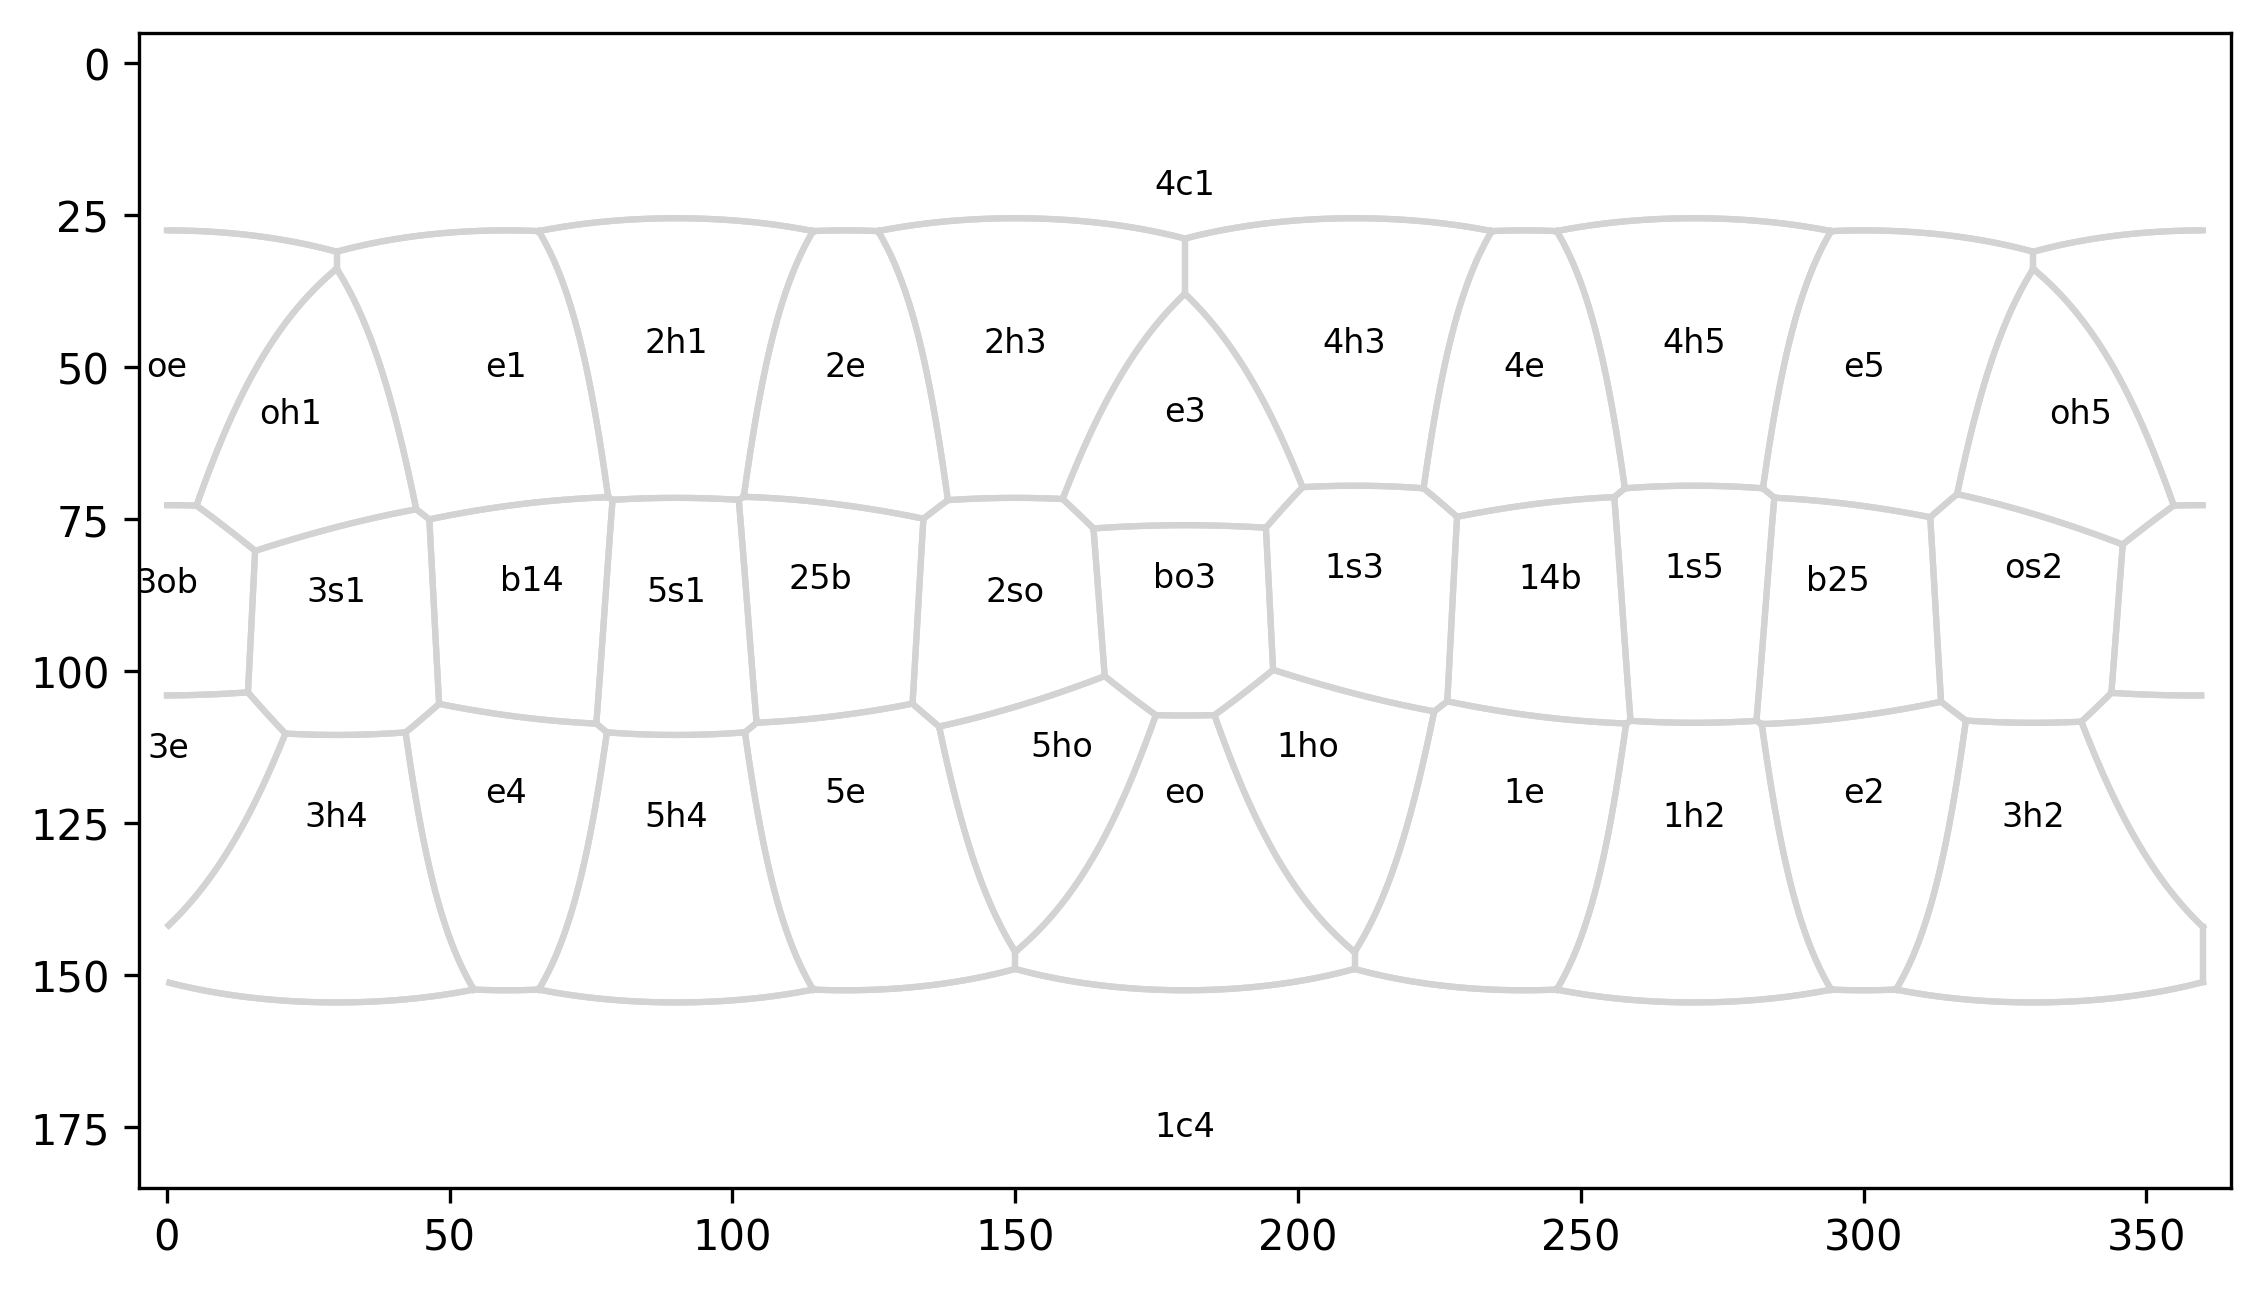 0
4c1
25
2h1 2h3 4h3 4h5
50 oe e1 2e e3 4e e5
oh1 oh5
75
3ob 3s1 b14 5s1 25b 2so bo3 1s3 14b 1s5 b25 os2
100
3e 5ho 1ho
e4 5e eo 1e e2
125 3h4 5h4 1h2 3h2
150
175 1c4
0 50 100 150 200 250 300 350